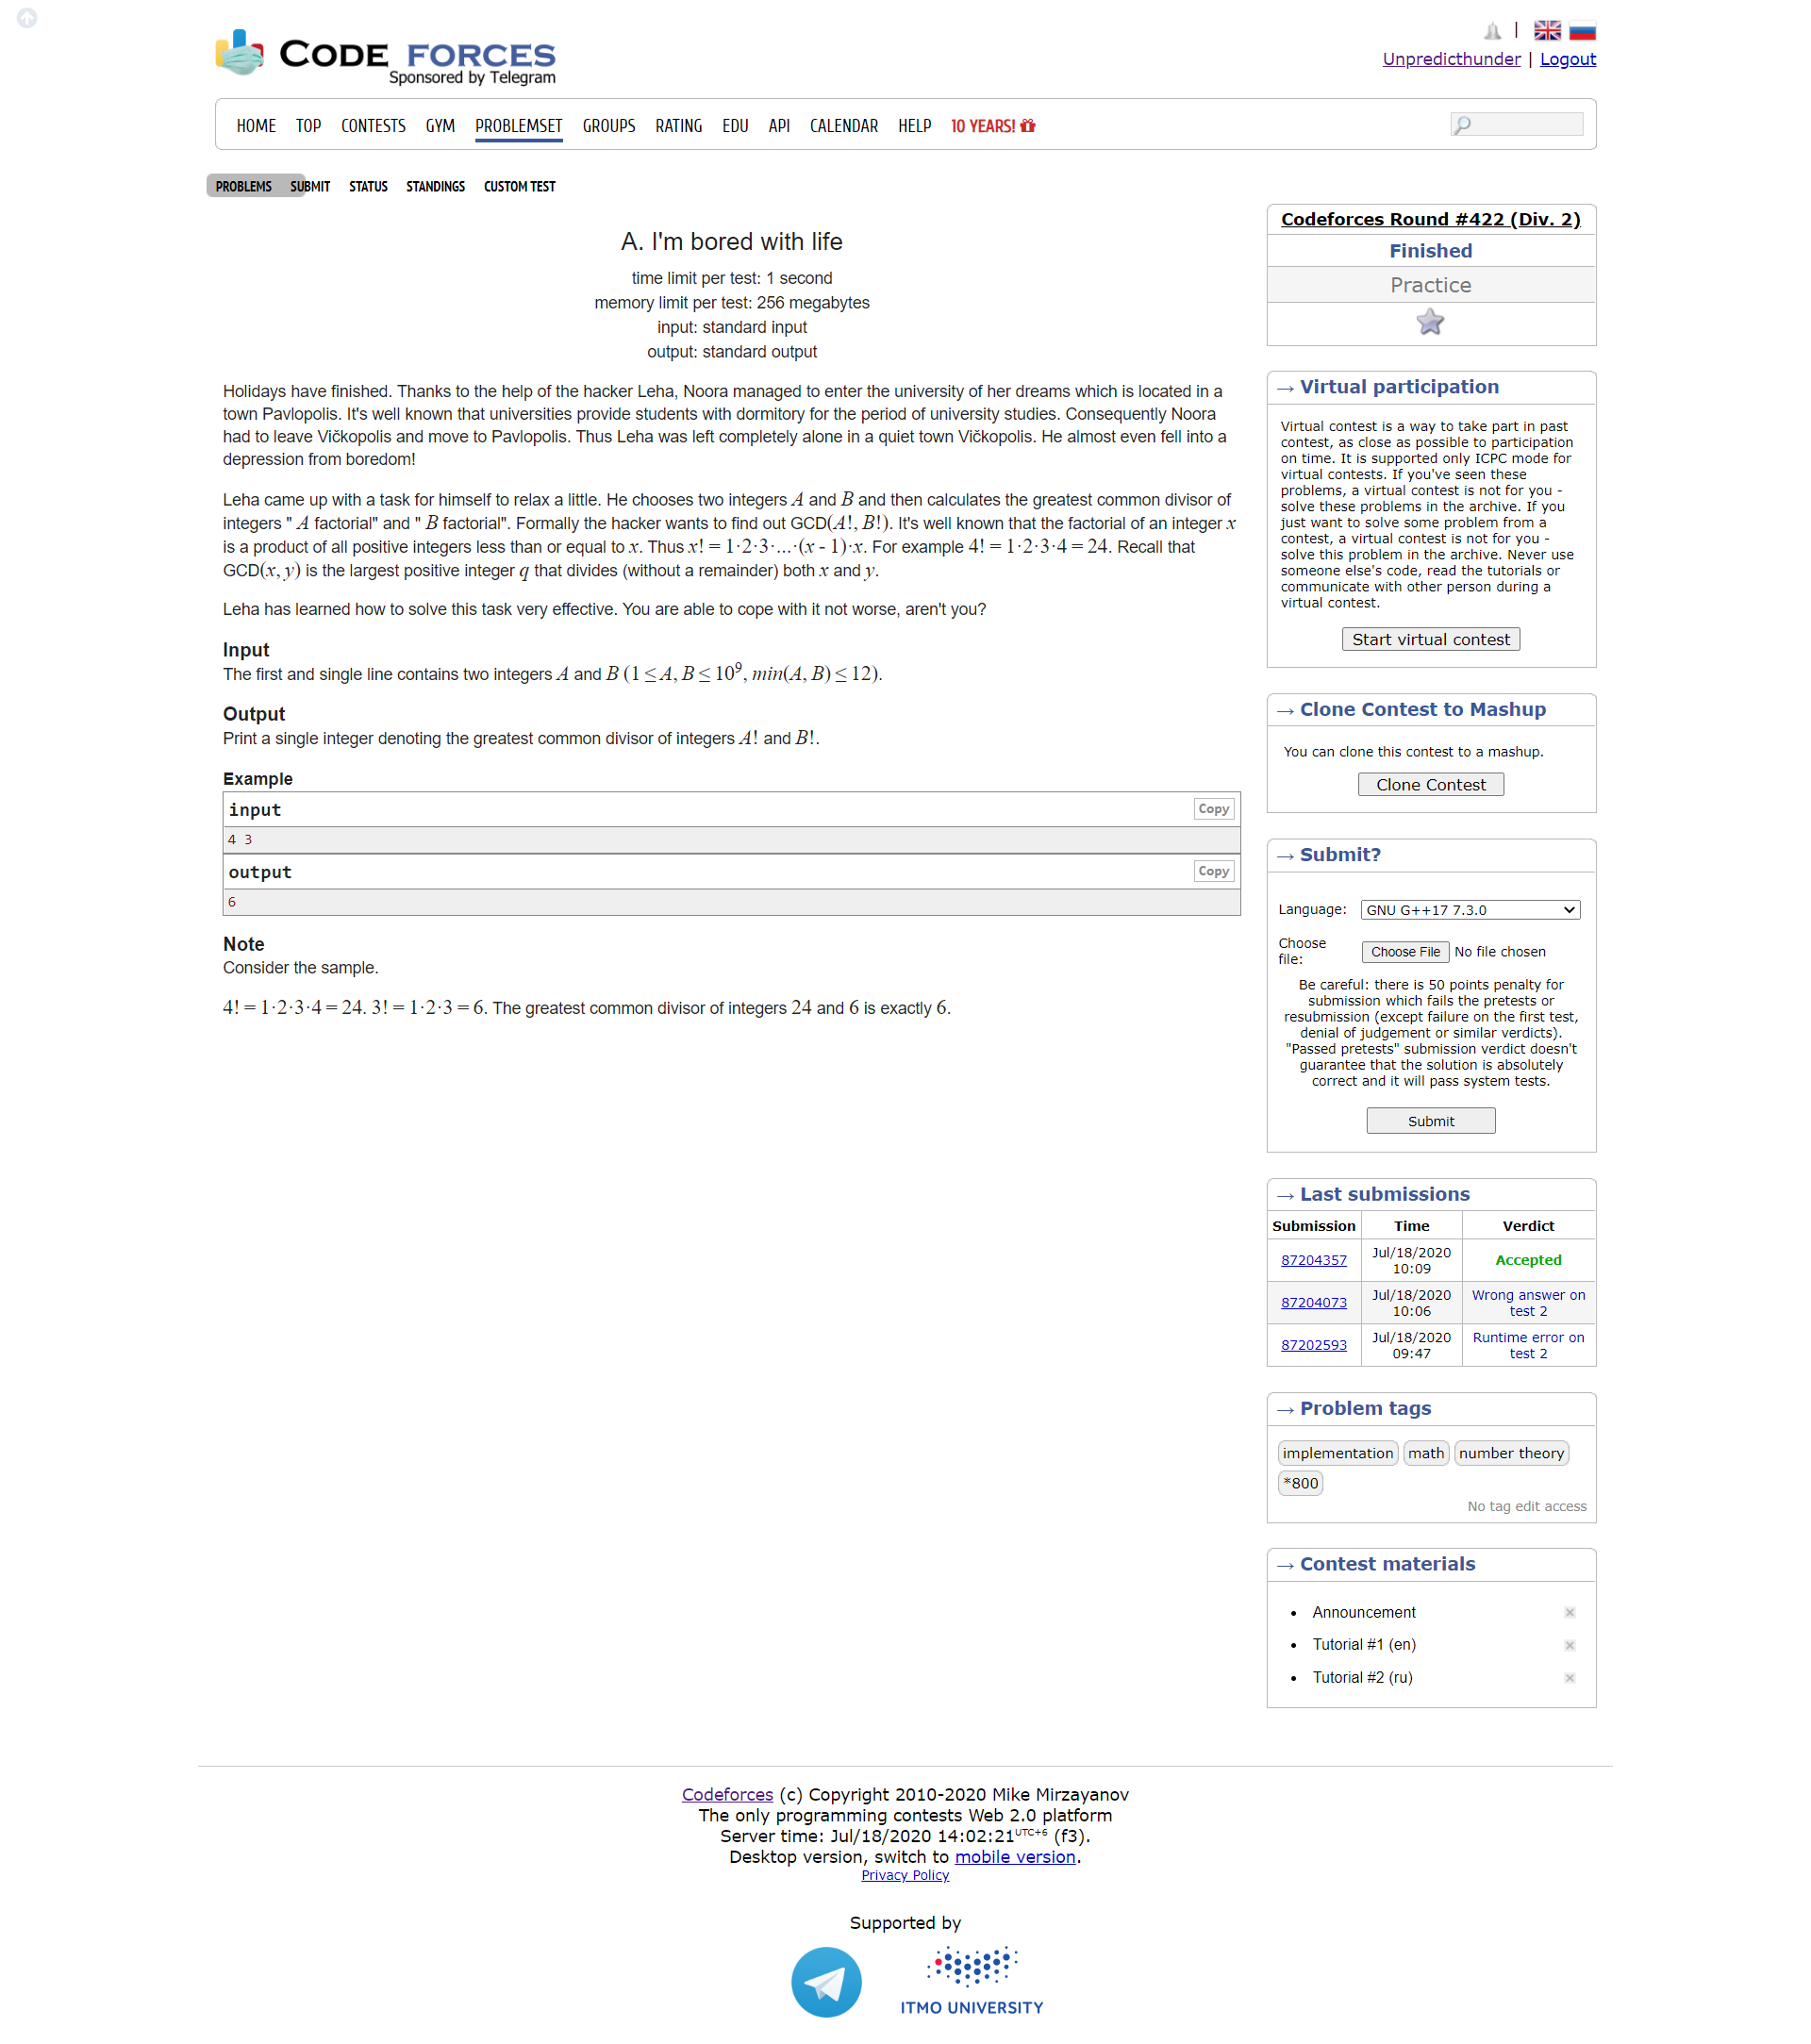 CODE FORCES
Sponsored by Telegram
|
Unpredicthunder | Logout
HOME TOP CONTESTS GYM PROBLEMSET GROUPS RATING EDU API CALENDAR HELP 10 YEARS!
PROBLEMS SUBMIT STATUS STANDINGS CUSTOM TEST
A. I'm bored with life
time limit per test: 1 second
memory limit per test: 256 megabytes
input: standard input
output: standard output
Holidays have finished. Thanks to the help of the hacker Leha, Noora managed to enter the university of her dreams which is located in a
town Pavlopolis. It's well known that universities provide students with dormitory for the period of university studies. Consequently Noora
had to leave Vičkopolis and move to Pavlopolis. Thus Leha was left completely alone in a quiet town Vičkopolis. He almost even fell into a
depression from boredom!
Leha came up with a task for himself to relax a little. He chooses two integers A and B and then calculates the greatest common divisor of
integers " A factorial" and " B factorial". Formally the hacker wants to find out GCD(A!, B!). It's well known that the factorial of an integer x
is a product of all positive integers less than or equal to x. Thus x! = 1·2·3·...·(x - 1)·x. For example 4! = 1·2·3·4 = 24. Recall that
GCD(x, y) is the largest positive integer q that divides (without a remainder) both x and y.
Leha has learned how to solve this task very effective. You are able to cope with it not worse, aren't you?
Input
The first and single line contains two integers A and B (1 ≤ A, B ≤ 10⁹, min(A, B) ≤ 12).
Output
Print a single integer denoting the greatest common divisor of integers A! and B!.
Example
input Copy
4 3
output Copy
6
Note
Consider the sample.
4! = 1·2·3·4 = 24. 3! = 1·2·3 = 6. The greatest common divisor of integers 24 and 6 is exactly 6.
Codeforces Round #422 (Div. 2)
Finished
Practice
→ Virtual participation
Virtual contest is a way to take part in past
contest, as close as possible to participation
on time. It is supported only ICPC mode for
virtual contests. If you've seen these
problems, a virtual contest is not for you -
solve these problems in the archive. If you
just want to solve some problem from a
contest, a virtual contest is not for you -
solve this problem in the archive. Never use
someone else's code, read the tutorials or
communicate with other person during a
virtual contest.
Start virtual contest
→ Clone Contest to Mashup
You can clone this contest to a mashup.
Clone Contest
→ Submit?
Language: GNU G++17 7.3.0
Choose
file: Choose File No file chosen
Be careful: there is 50 points penalty for
submission which fails the pretests or
resubmission (except failure on the first test,
denial of judgement or similar verdicts).
"Passed pretests" submission verdict doesn't
guarantee that the solution is absolutely
correct and it will pass system tests.
Submit
→ Last submissions
Submission Time Verdict
87204357 Jul/18/2020 10:09 Accepted
87204073 Jul/18/2020 10:06 Wrong answer on test 2
87202593 Jul/18/2020 09:47 Runtime error on test 2
→ Problem tags
implementation math number theory
*800
No tag edit access
→ Contest materials
Announcement
Tutorial #1 (en)
Tutorial #2 (ru)
Codeforces (c) Copyright 2010-2020 Mike Mirzayanov
The only programming contests Web 2.0 platform
Server time: Jul/18/2020 14:02:21 UTC+6 (f3).
Desktop version, switch to mobile version.
Privacy Policy
Supported by
ITMO UNIVERSITY